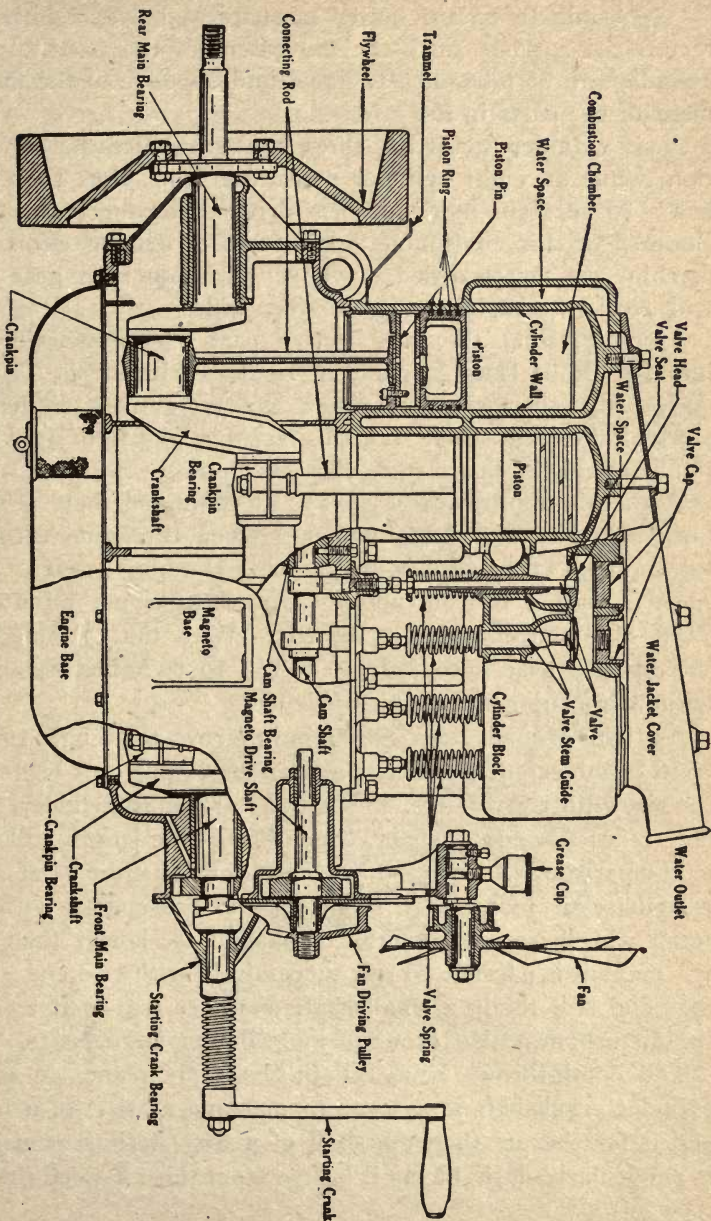 Rear Main Bearing
Connecting Rod
Flywheel
Trammel
Piston Ring
Piston Pin
Water Space
Combustion Chamber
Crankpin
Cylinder Wall
Piston
Crankshaft
Crankpin
Bearing
Piston
Water Space
Valve Head
Valve Seat
Valve Cap
Engine Base
Magneto
Base
Cam Shaft
Cam Shaft Bearing
Magneto Drive Shaft
Cylinder Block
Valve
Valve Stem Guide
Water Jacket Cover
Crankpin Bearing
Crankshaft
Front Main Bearing
Starting Crank Bearing
Fan Driving Pulley
Valve Spring
Grease Cup
Water Outlet
Fan
Starting Crank